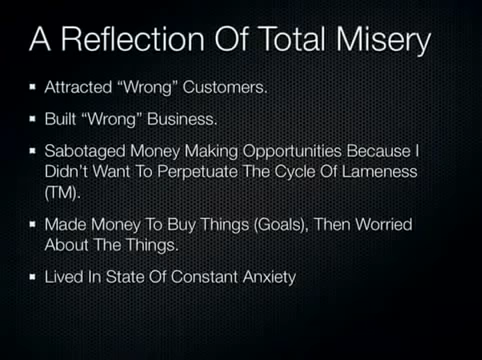 A Reflection Of Total Misery
Attracted “Wrong” Customers.
Built “Wrong” Business.
Sabotaged Money Making Opportunities Because I
Didn't Want To Perpetuate The Cycle Of Lameness
(TM).
Made Money To Buy Things (Goals), Then Worried
About The Things.
Lived In State Of Constant Anxiety